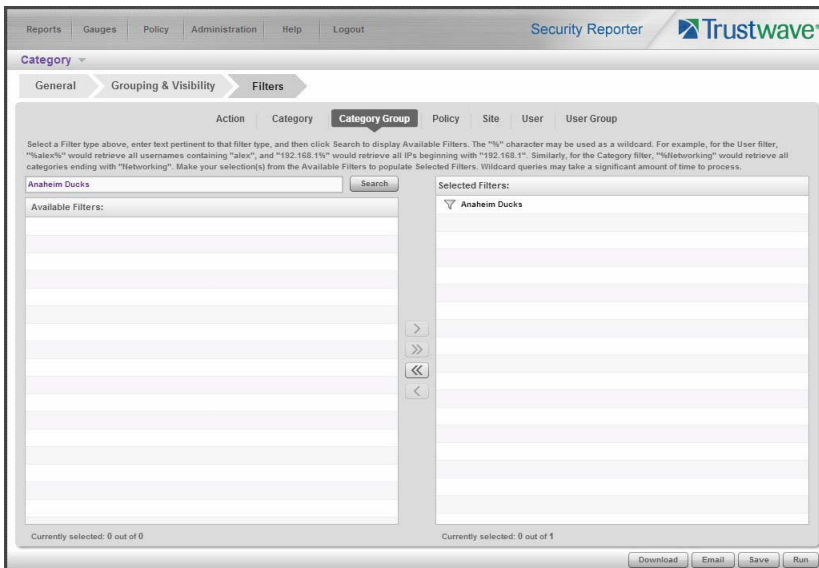 Reports Gauges Policy Administration Help Logout Security Reporter Trustwave®
Category
General Grouping & Visibility Filters
Action Category Category Group Policy Site User User Group
Select a Filter type above, enter text pertinent to that filter type, and then click Search to display Available Filters. The "%" character may be used as a wildcard. For example, for the User filter,
"%alex%" would retrieve all usernames containing "alex", and "192.168.1%" would retrieve all IPs beginning with "192.168.1". Similarly, for the Category filter, "%Networking" would retrieve all
categories ending with "Networking". Make your selection(s) from the Available Filters to populate Selected Filters. Wildcard queries may take a significant amount of time to process.
Anaheim Ducks Search
Available Filters:
Selected Filters:
Anaheim Ducks
Currently selected: 0 out of 0
Currently selected: 0 out of 1
Download Email Save Run